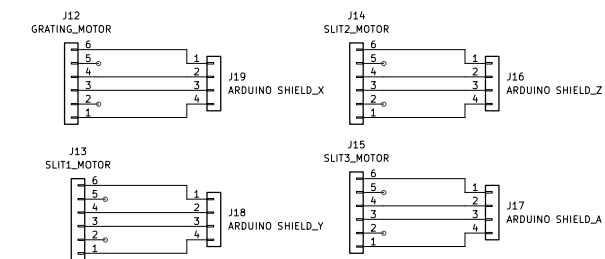 J12
GRATING_MOTOR
6
5
4
3
2
1
1
2
3
4
J19
ARDUINO SHIELD_X
J14
SLIT2_MOTOR
6
5
4
3
2
1
1
2
3
4
J16
ARDUINO SHIELD_Z
J13
SLIT1_MOTOR
6
5
4
3
2
1
1
2
3
4
J18
ARDUINO SHIELD_Y
J15
SLIT3_MOTOR
6
5
4
3
2
1
1
2
3
4
J17
ARDUINO SHIELD_A